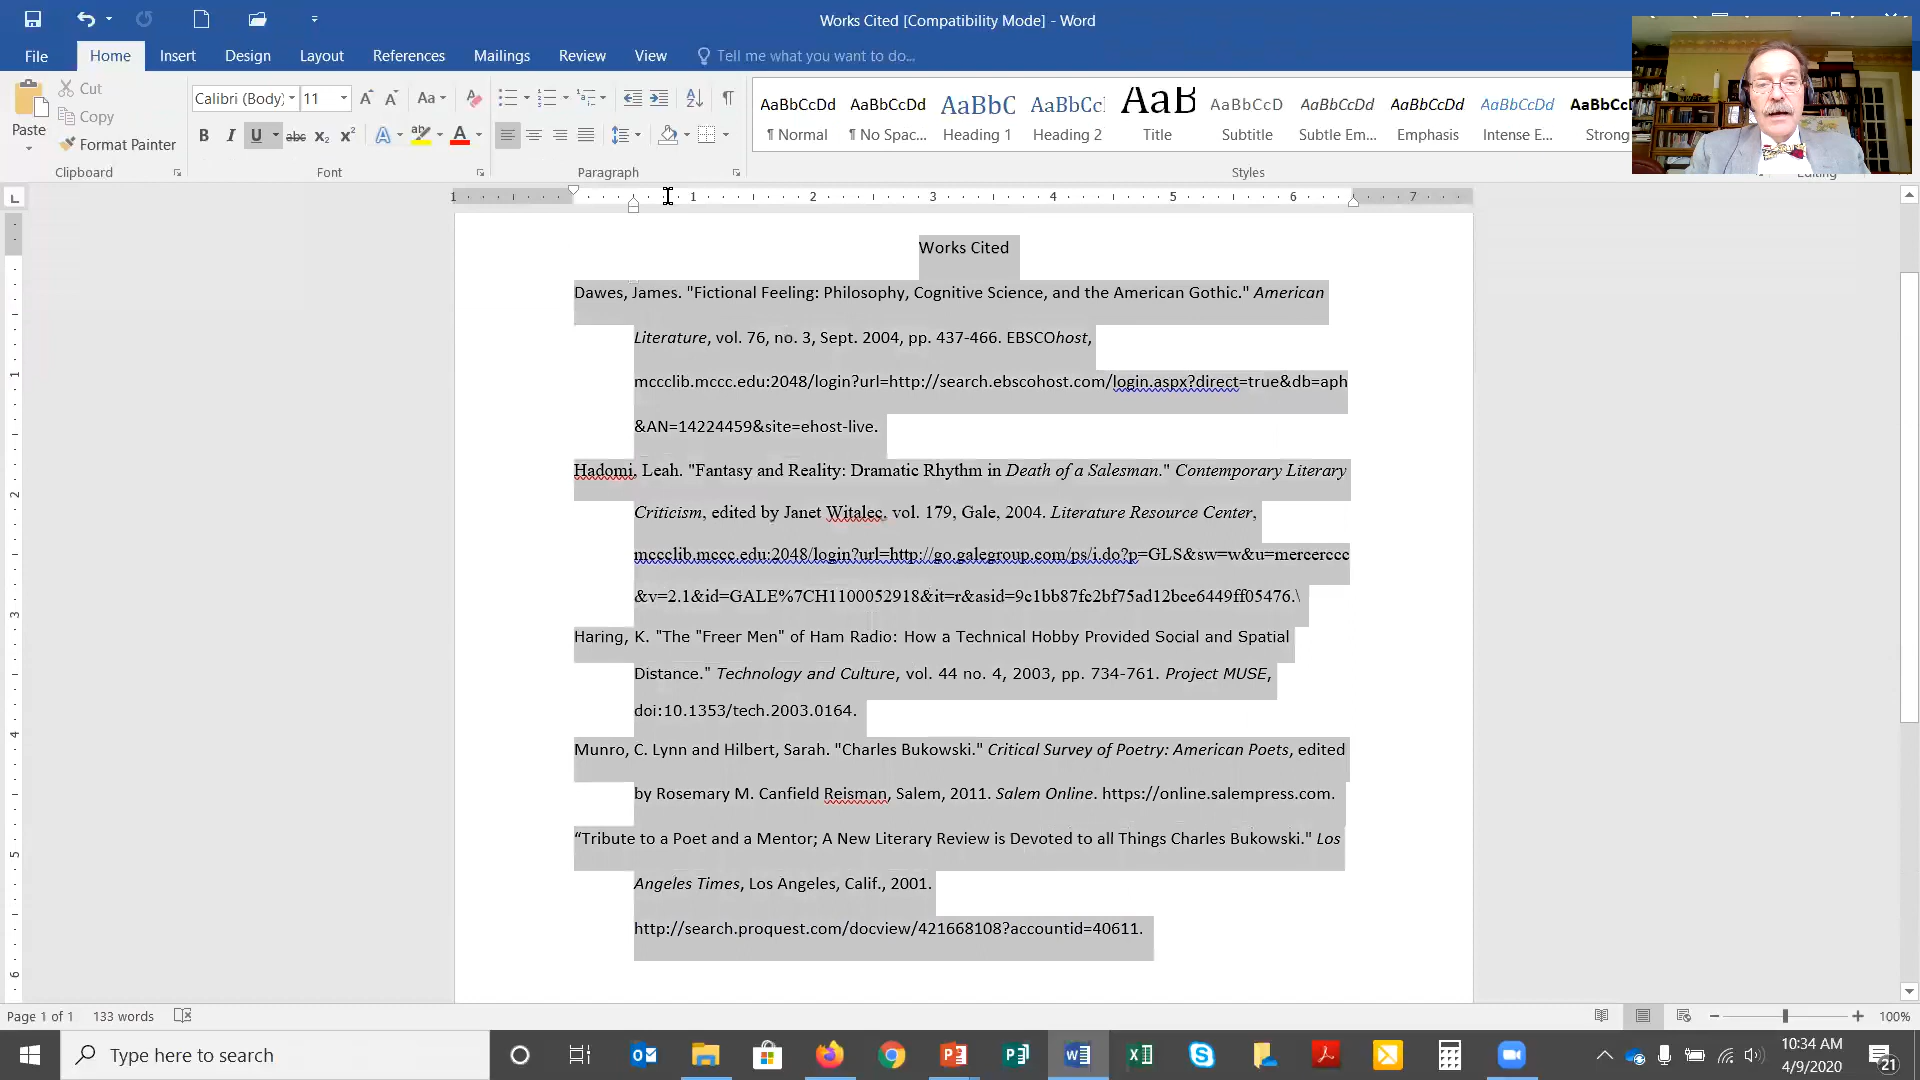 Works Cited [Compatibility Mode] - Word
File Home Insert Design Layout References Mailings Review View Tell me what you want to do...
Paste
Cut
Copy
Format Painter
Clipboard
Calibri (Body) 11
Font
Paragraph
AaBbCcDd AaBbCcDd AaBbC AaBbCc AaB AaBbCcD AaBbCcDd AaBbCcDd AaBbCcDd AaBbCcDd
¶ Normal ¶ No Spac... Heading 1 Heading 2 Title Subtitle Subtle Em... Emphasis Intense E... Strong
Styles
1 1 2 3 4 5 6 7
Works Cited
Dawes, James. "Fictional Feeling: Philosophy, Cognitive Science, and the American Gothic." American
Literature, vol. 76, no. 3, Sept. 2004, pp. 437-466. EBSCOhost,
mccclib.mccc.edu:2048/login?url=http://search.ebscohost.com/login.aspx?direct=true&db=aph
&AN=14224459&site=ehost-live.
Hadomi, Leah. "Fantasy and Reality: Dramatic Rhythm in Death of a Salesman." Contemporary Literary
Criticism, edited by Janet Witalec, vol. 179, Gale, 2004. Literature Resource Center,
mccclib.mccc.edu:2048/login?url=http://go.galegroup.com/ps/i.do?p=GLS&sw=w&u=mercerccc
&v=2.1&id=GALE%7CH1100052918&it=r&asid=9c1bb87fc2bf75ad12bce6449ff05476.\
Haring, K. "The "Freer Men" of Ham Radio: How a Technical Hobby Provided Social and Spatial
Distance." Technology and Culture, vol. 44 no. 4, 2003, pp. 734-761. Project MUSE,
doi:10.1353/tech.2003.0164.
Munro, C. Lynn and Hilbert, Sarah. "Charles Bukowski." Critical Survey of Poetry: American Poets, edited
by Rosemary M. Canfield Reisman, Salem, 2011. Salem Online. https://online.salempress.com.
“Tribute to a Poet and a Mentor; A New Literary Review is Devoted to all Things Charles Bukowski." Los
Angeles Times, Los Angeles, Calif., 2001.
http://search.proquest.com/docview/421668108?accountid=40611.
Page 1 of 1 133 words 100%
Type here to search
10:34 AM
4/9/2020
21